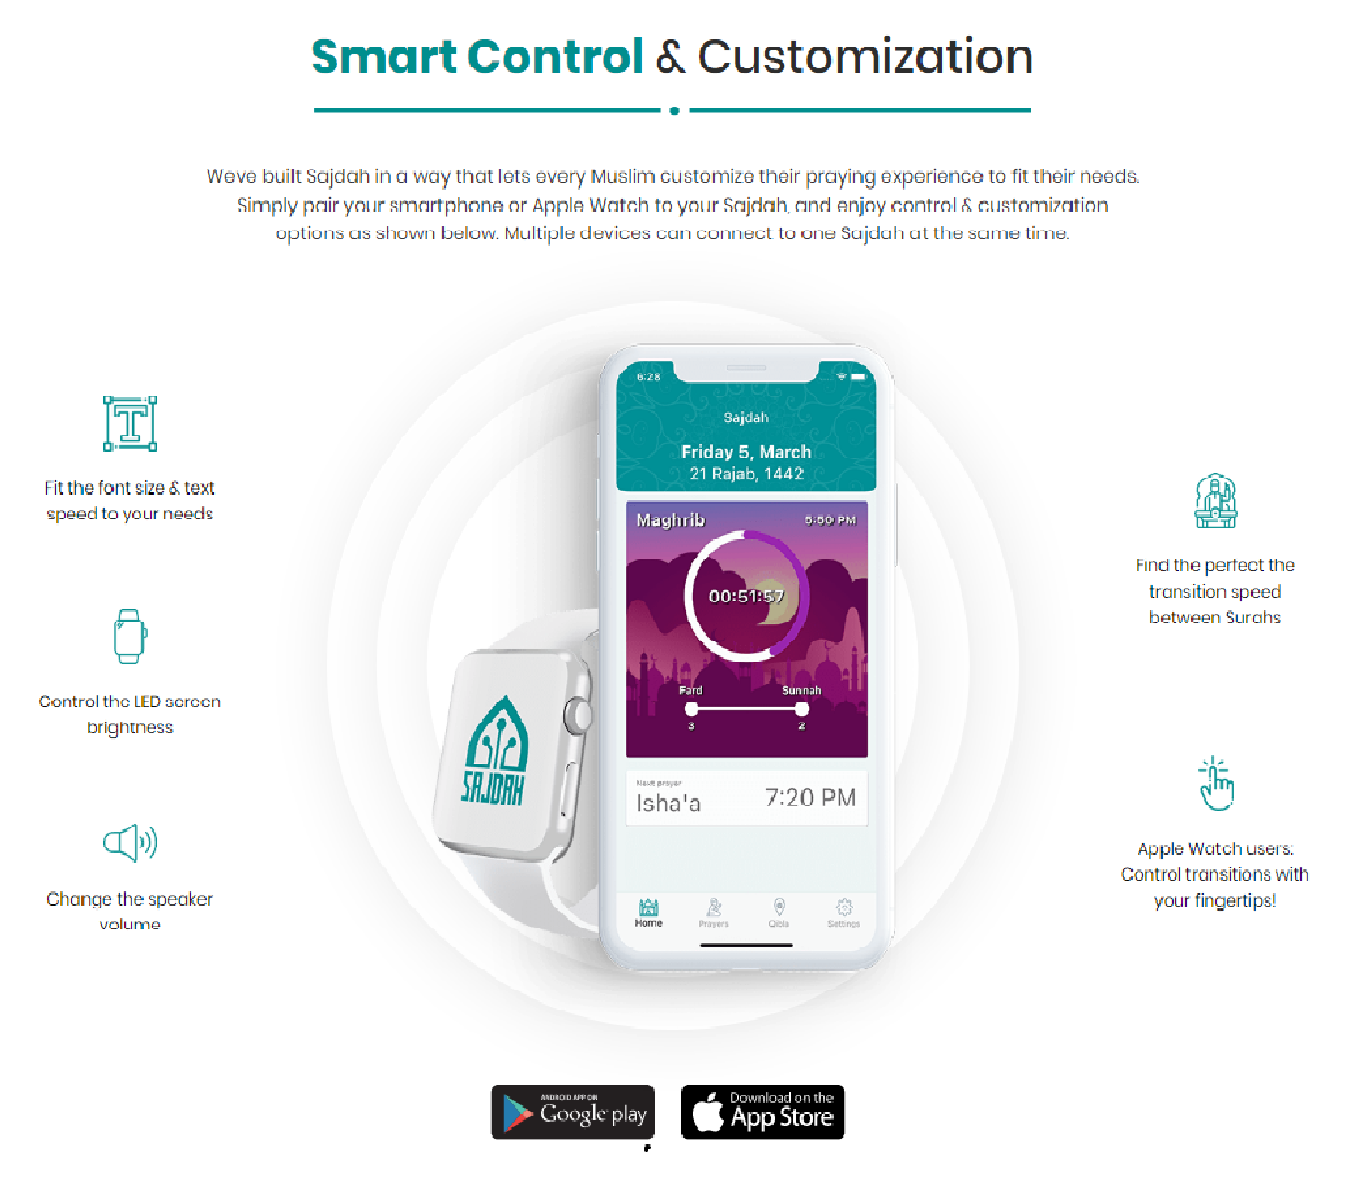 Smart Control & Customization
Weve built Sajdah in a way that lets every Muslim customize their praying experience to fit their needs.
Simply pair your smartphone or Apple Watch to your Sajdah, and enjoy control & customization
options as shown below. Multiple devices can connect to one Sajdah at the same time.
Fit the font size & text
speed to your needs
Control the LED screen
brightness
Change the speaker
volume
SAJDAH
6:28
Sajdah
Friday 5, March
21 Rajab, 1442
Maghrib
00:51:57
Fard Sunnah
3 2
Next prayer
Isha'a 7:20 PM
Home Prayers Qibla Settings
Find the perfect the
transition speed
between Surahs
Apple Watch users:
Control transitions with
your fingertips!
ANDROID APP ON
Google play
Download on the
App Store